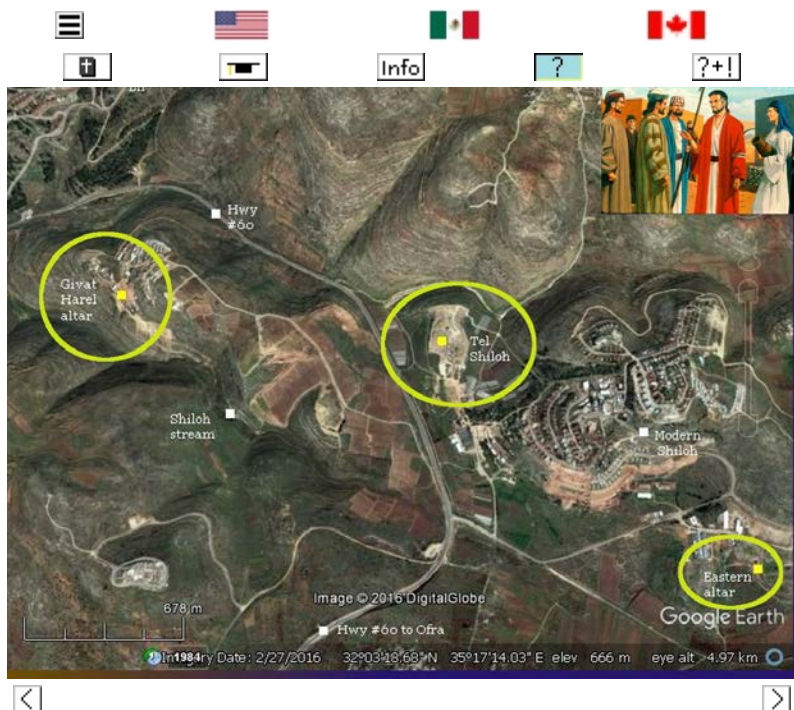 Info
?
?+!
Hwy
#60
Givat
Harel
altar
Tel
Shiloh
Shiloh
stream
Modern
Shiloh
Eastern
altar
678 m
Image © 2016 DigitalGlobe
Google Earth
Hwy #60 to Ofra
1984
Imagery Date: 2/27/2016 32°03'18.68" N 35°17'14.03" E elev 666 m eye alt 4.97 km